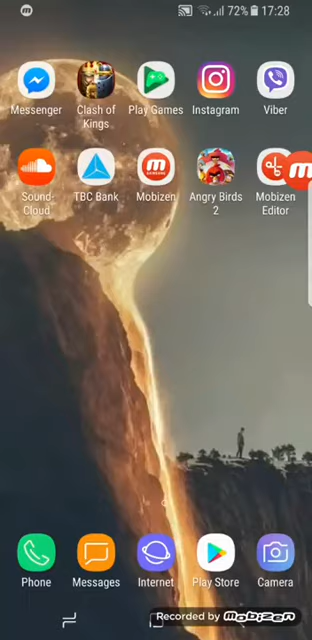 72% 17:28
Messenger
Clash of
Kings
Play Games
Instagram
Viber
Sound-
Cloud
TBC Bank
Mobizen
Angry Birds
2
Mobizen
Editor
Phone
Messages
Internet
Play Store
Camera
Recorded by mobizen